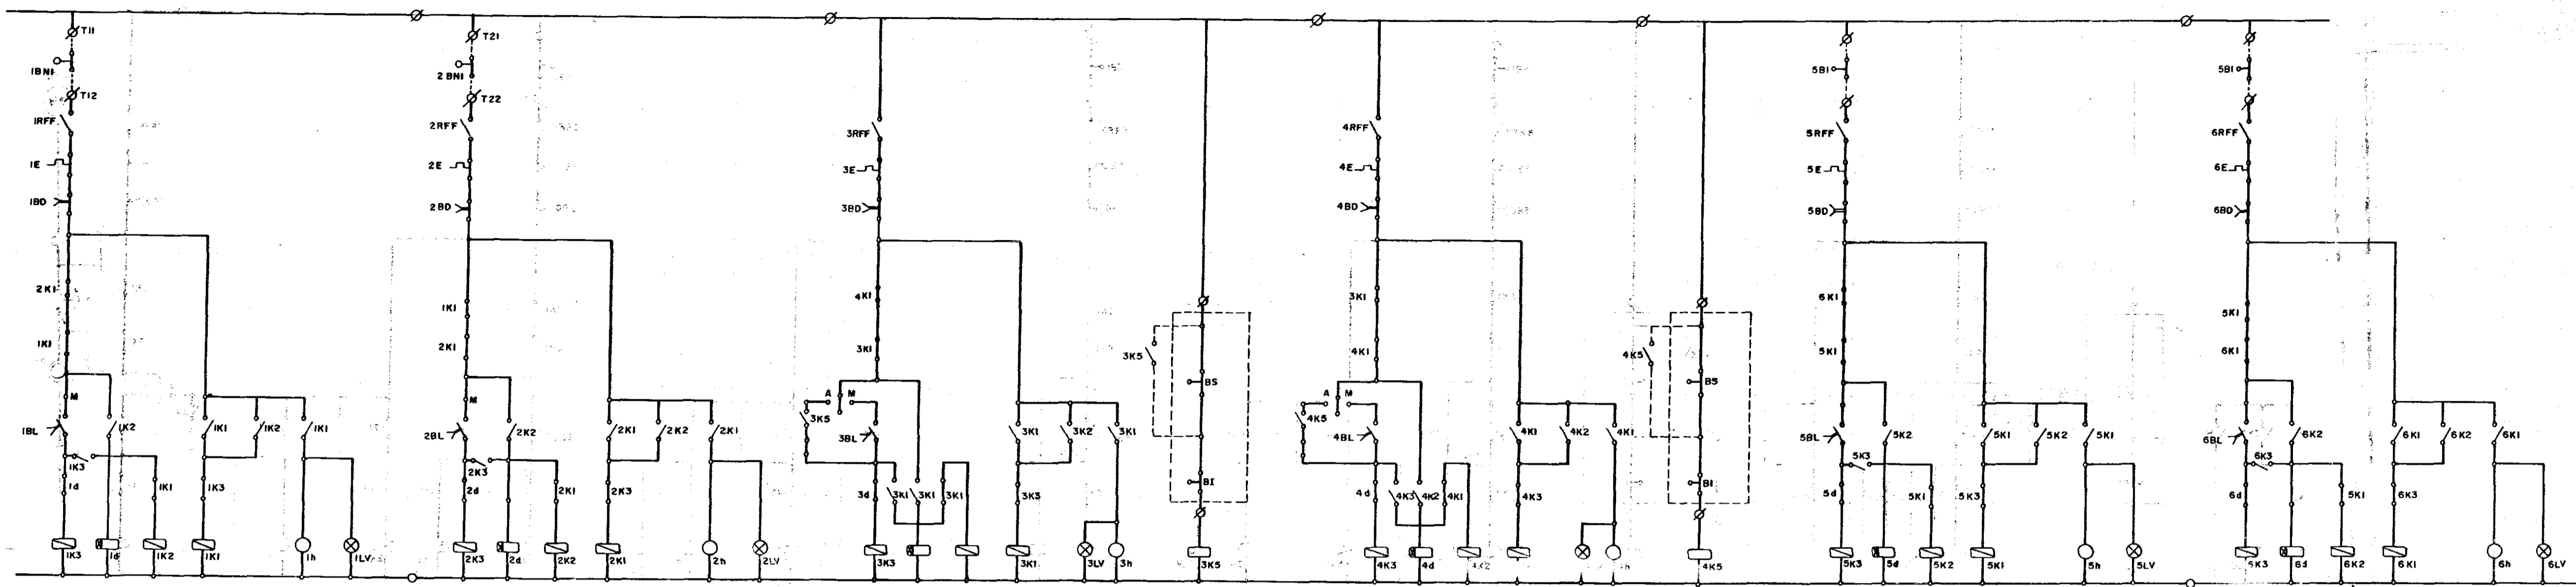 T11
1BN1
T12
1RFF
1E
1BD
2K1
1K1
M
1BL
1K2
1K3
1d
1K1
1K1
1K2
1K1
1K3
1K3
1d
1K2
1K1
1h
1LV
T21
2BN1
T22
2RFF
2E
2BD
1K1
2K1
M
2BL
2K2
2K3
2d
2K1
2K1
2K2
2K1
2K3
2K3
2d
2K2
2K1
2h
2LV
3RFF
3E
3BD
4K1
3K1
A
M
3K5
3BL
3d
3K1
3K1
3K1
3K1
3K2
3K1
3K3
3K3
3K1
3LV
3h
3K5
BS
BI
3K5
4RFF
4E
4BD
3K1
4K1
A
M
4K5
4BL
4d
4K3
4K2
4K1
4K1
4K2
4K1
4K3
4K3
4d
4K2
4K5
BS
BI
4K5
5BI
5RFF
5E
5BD
6K1
5K1
5BL
5K2
5K3
5d
5K1
5K1
5K2
5K1
5K3
5K3
5d
5K2
5K1
5h
5LV
5BI
6RFF
6E
6BD
5K1
6K1
6BL
6K2
6K3
6d
5K1
6K1
6K2
6K1
6K3
6K3
6d
6K2
6K1
6h
6LV